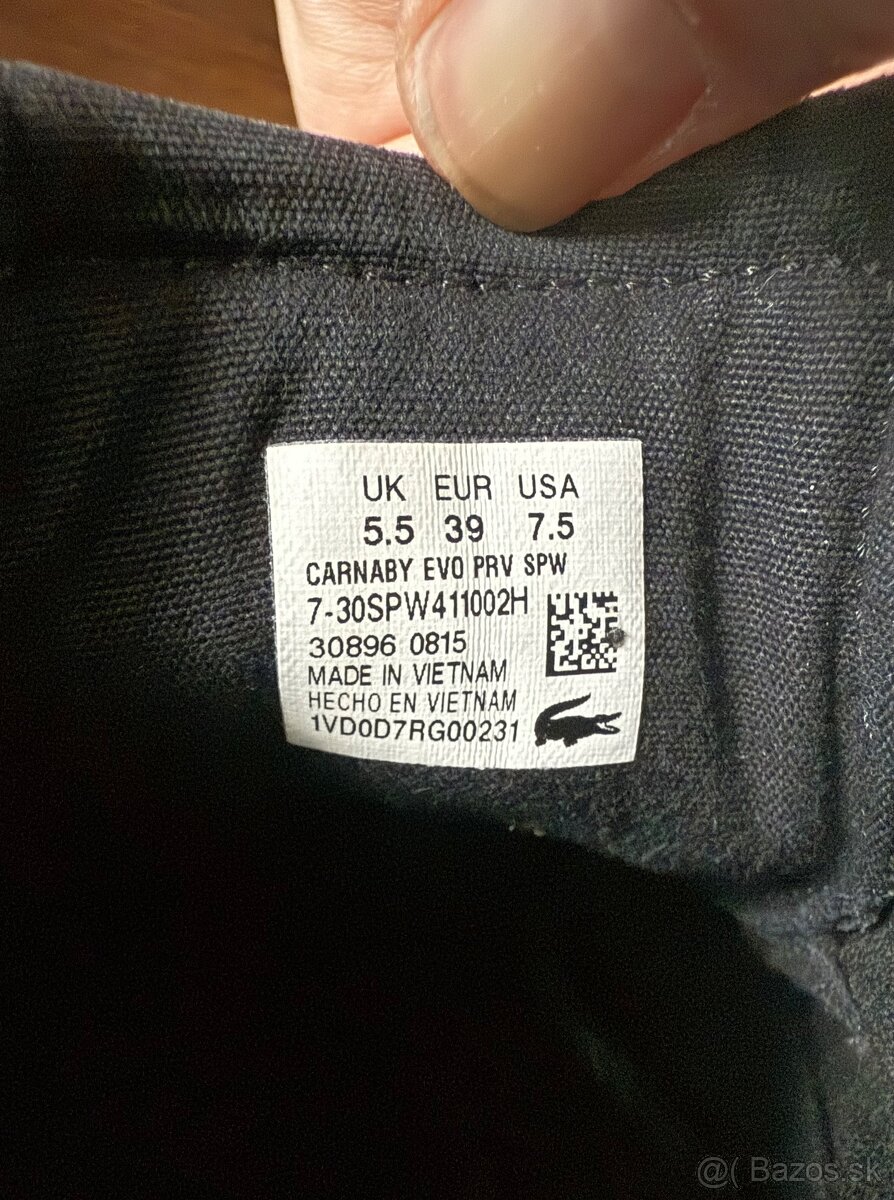 UK EUR USA
5.5 39 7.5
CARNABY EVO PRV SPW
7-30SPW411002H
30896 0815
MADE IN VIETNAM
HECHO EN VIETNAM
1VD0D7RG00231
@( Bazos.sk